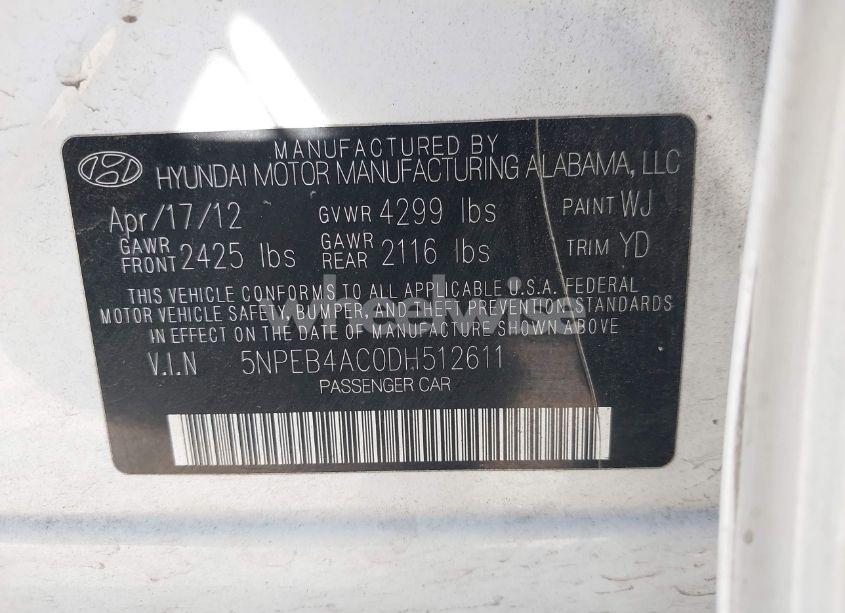 MANUFACTURED BY
HYUNDAI MOTOR MANUFACTURING ALABAMA, LLC
Apr/17/12 GVWR 4299 lbs PAINT WJ
GAWR FRONT 2425 lbs GAWR REAR 2116 lbs TRIM YD
THIS VEHICLE CONFORMS TO ALL APPLICABLE U.S.A. FEDERAL
MOTOR VEHICLE SAFETY, BUMPER, AND THEFT PREVENTION STANDARDS
IN EFFECT ON THE DATE OF MANUFACTURE SHOWN ABOVE
V.I.N 5NPEB4AC0DH512611
PASSENGER CAR
wheelwise